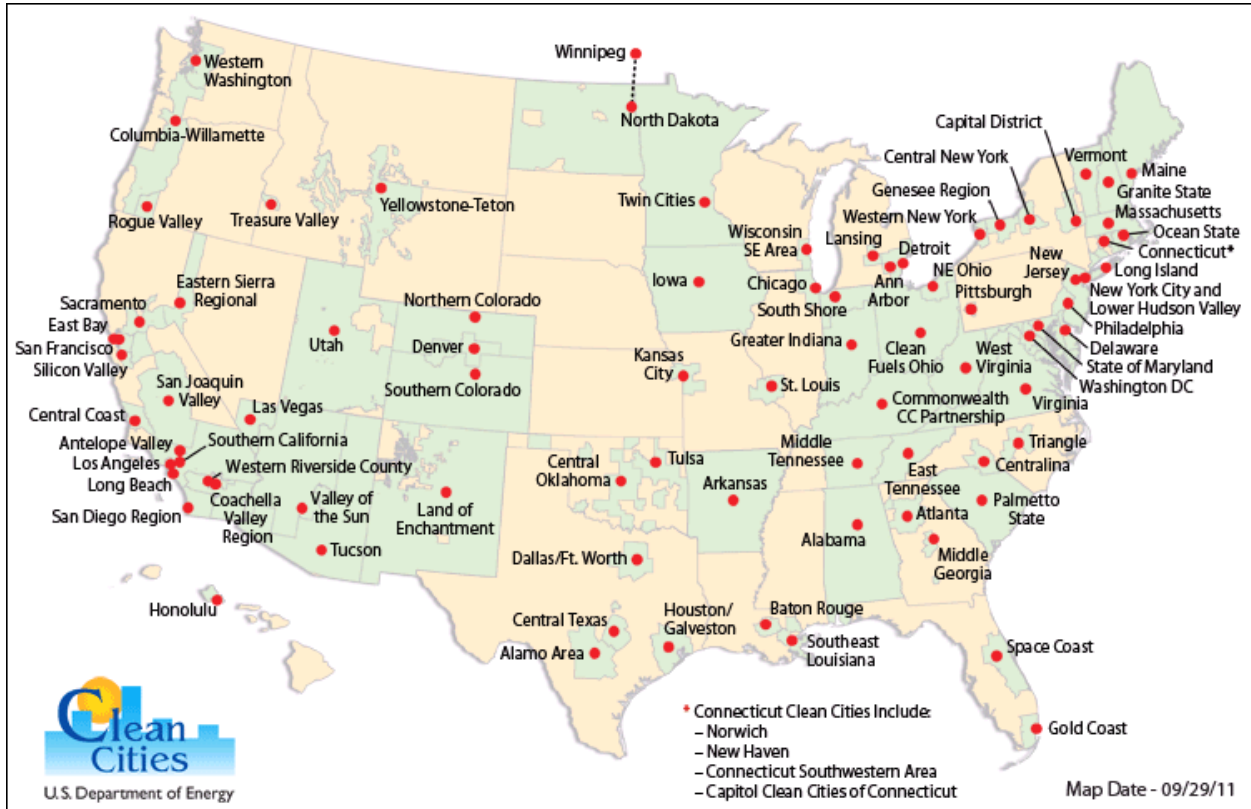 Winnipeg
Western
Washington
North Dakota
Columbia-Willamette
Capital District
Central New York
Vermont
Maine
Genesee Region
Granite State
Yellowstone-Teton
Twin Cities
Western New York
Massachusetts
Rogue Valley
Treasure Valley
Wisconsin
SE Area
Lansing
Detroit
Ocean State
Connecticut*
Iowa
Chicago
Ann
Arbor
NE Ohio
New
Jersey
Long Island
Eastern Sierra
Regional
Northern Colorado
South Shore
Pittsburgh
New York City and
Lower Hudson Valley
Sacramento
East Bay
Philadelphia
San Francisco
Utah
Denver
Greater Indiana
Clean
Fuels Ohio
West
Virginia
Delaware
Silicon Valley
Southern Colorado
Kansas
City
St. Louis
State of Maryland
Washington DC
San Joaquin
Valley
Las Vegas
Commonwealth
CC Partnership
Virginia
Central Coast
Antelope Valley
Southern California
Middle
Tennessee
Triangle
Los Angeles
Western Riverside County
Central
Oklahoma
Tulsa
East
Tennessee
Centralina
Long Beach
Arkansas
San Diego Region
Coachella
Valley
Region
Valley of
the Sun
Land of
Enchantment
Atlanta
Palmetto
State
Tucson
Alabama
Dallas/Ft. Worth
Middle
Georgia
Honolulu
Central Texas
Houston/
Galveston
Baton Rouge
Alamo Area
Southeast
Louisiana
Space Coast
Gold Coast
Clean
Cities
U.S. Department of Energy
* Connecticut Clean Cities Include:
– Norwich
– New Haven
– Connecticut Southwestern Area
– Capitol Clean Cities of Connecticut
Map Date - 09/29/11